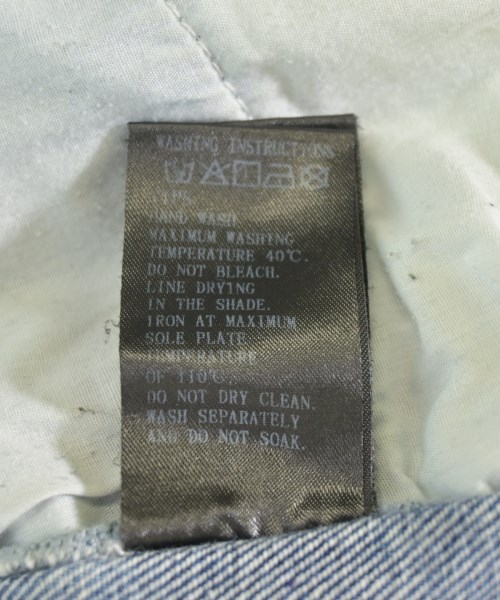 WASHING INSTRUCTIONS
HAND WASH
MAXIMUM WASHING
TEMPERATURE 40℃.
DO NOT BLEACH.
LINE DRYING
IN THE SHADE.
IRON AT MAXIMUM
SOLE PLATE
TEMPERATURE
OF 110℃.
DO NOT DRY CLEAN.
WASH SEPARATELY
AND DO NOT SOAK.